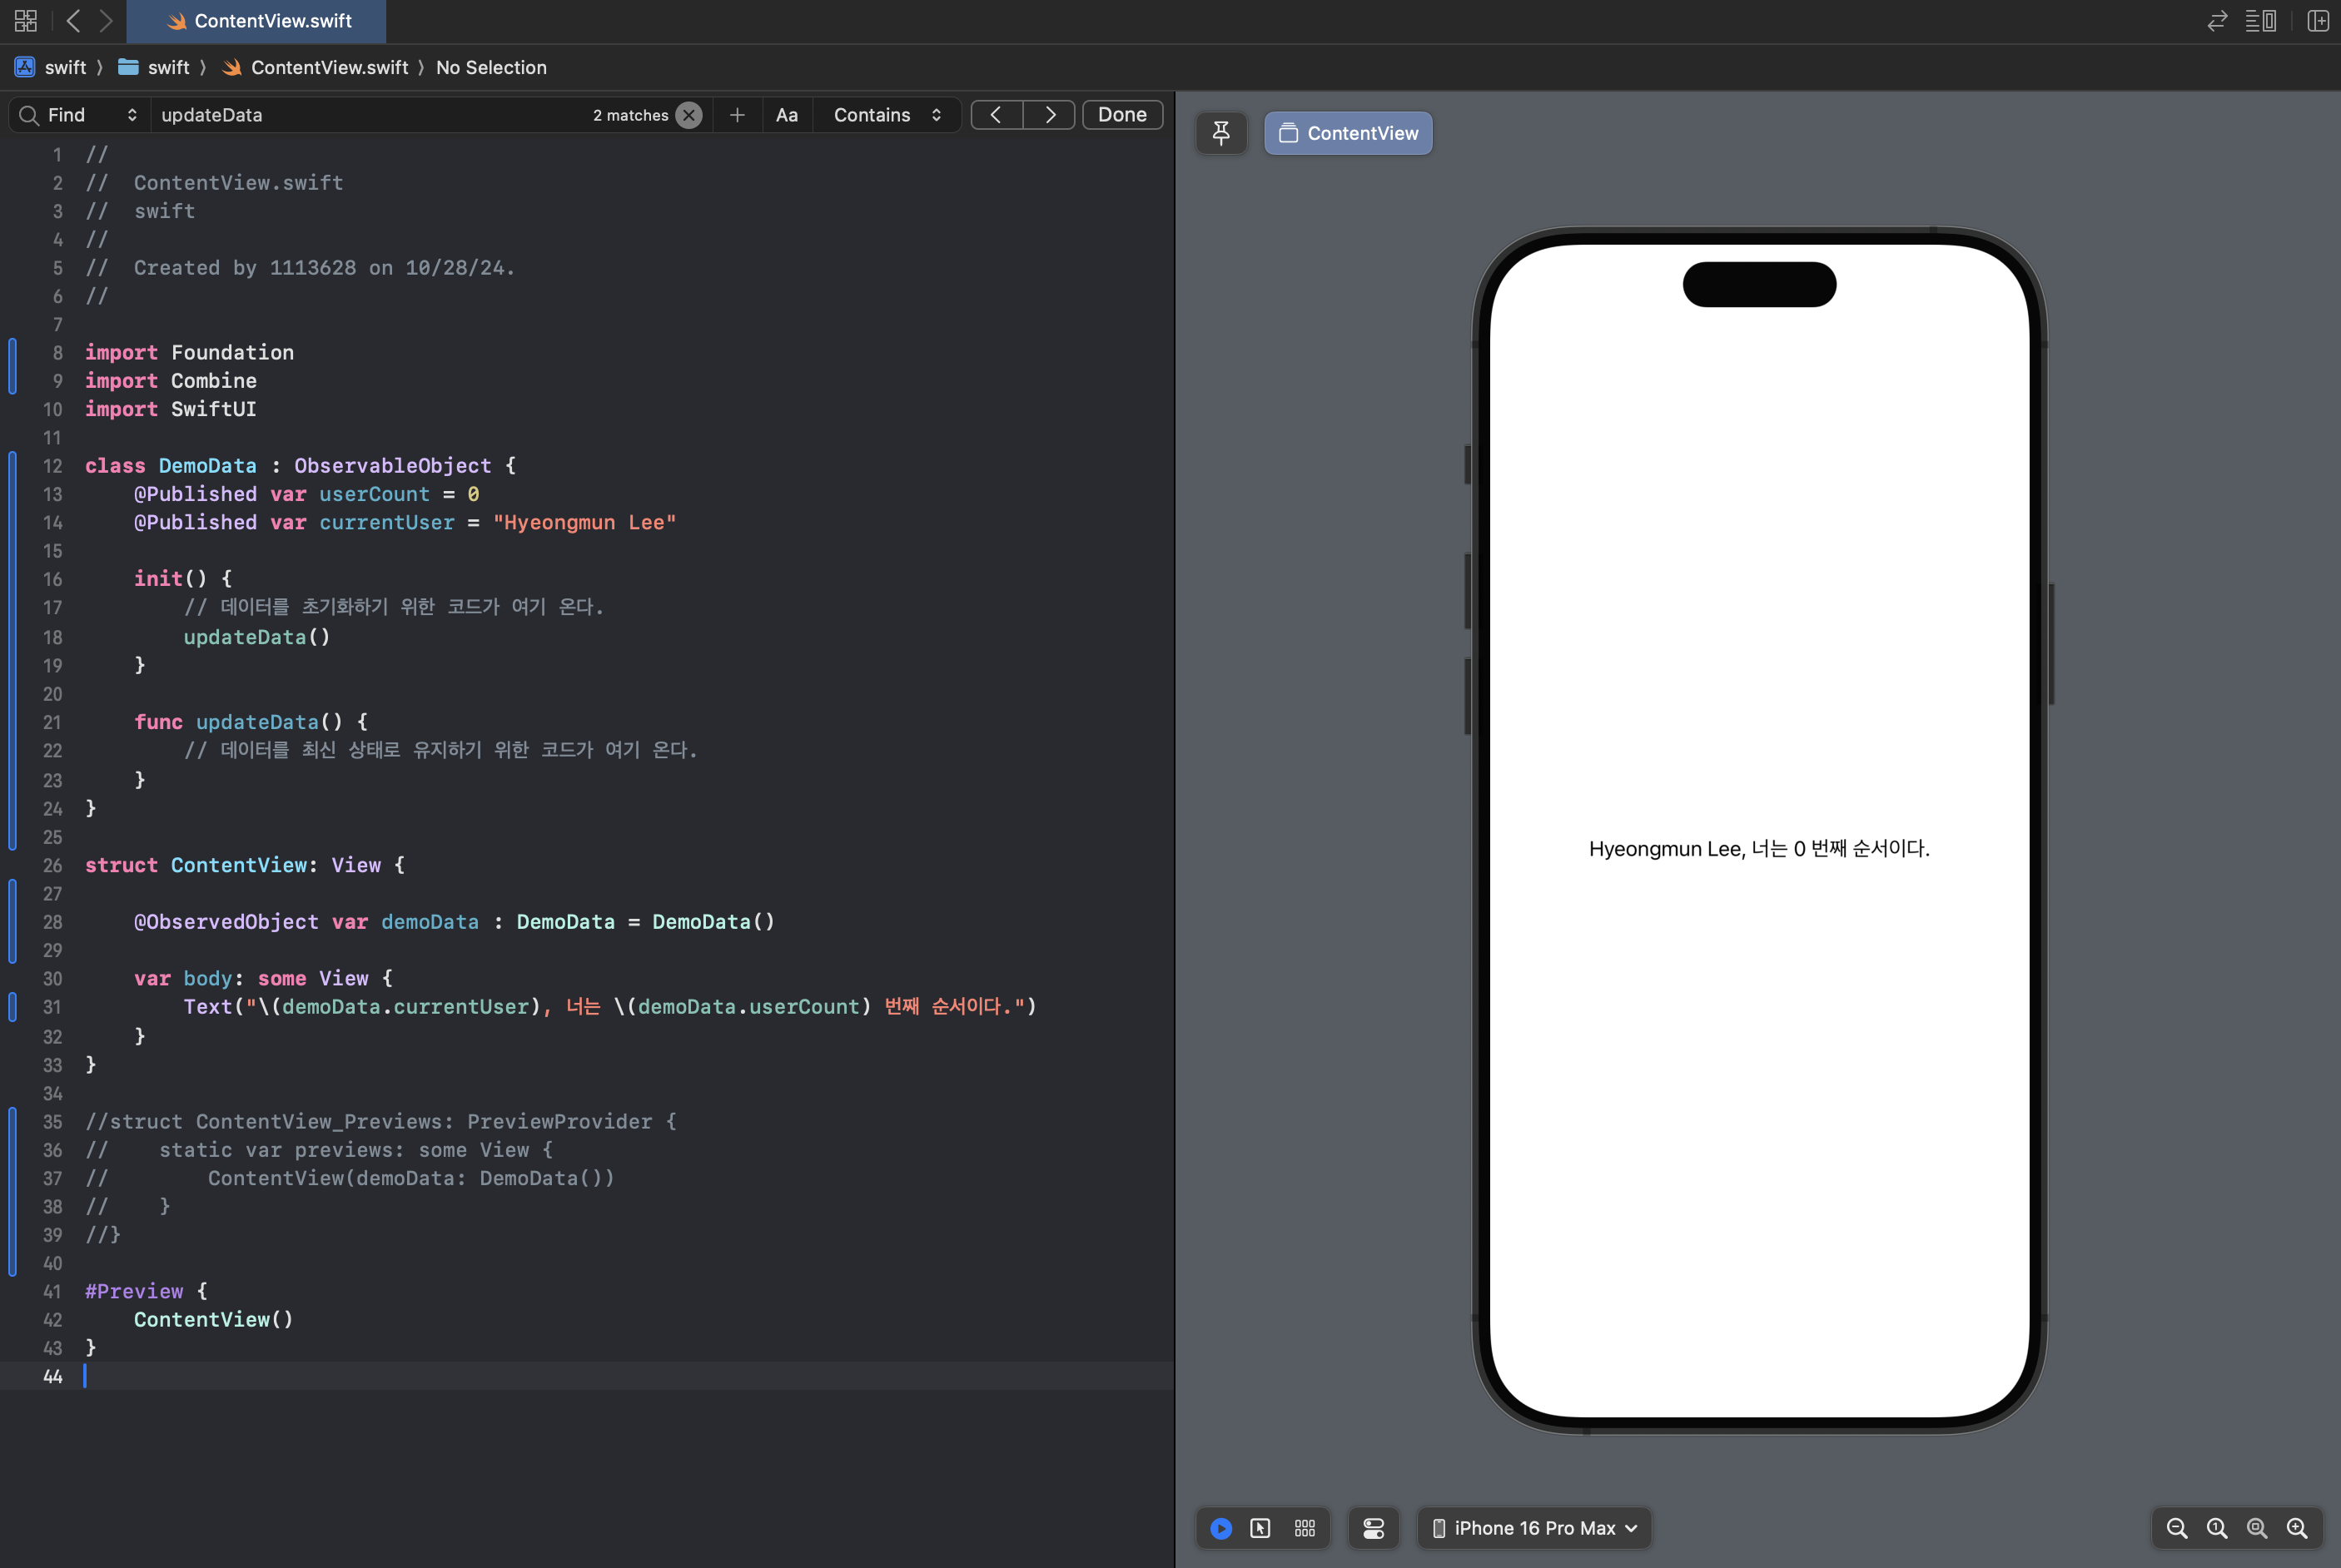 ContentView.swift
swift 〉 swift 〉 ContentView.swift 〉 No Selection
Find updateData 2 matches Aa Contains Done
1 //
2 //  ContentView.swift
3 //  swift
4 //
5 //  Created by 1113628 on 10/28/24.
6 //
7
8 import Foundation
9 import Combine
10 import SwiftUI
11
12 class DemoData : ObservableObject {
13     @Published var userCount = 0
14     @Published var currentUser = "Hyeongmun Lee"
15
16     init() {
17         // 데이터를 초기화하기 위한 코드가 여기 온다.
18         updateData()
19     }
20
21     func updateData() {
22         // 데이터를 최신 상태로 유지하기 위한 코드가 여기 온다.
23     }
24 }
25
26 struct ContentView: View {
27
28     @ObservedObject var demoData : DemoData = DemoData()
29
30     var body: some View {
31         Text("\(demoData.currentUser), 너는 \(demoData.userCount) 번째 순서이다.")
32     }
33 }
34
35 //struct ContentView_Previews: PreviewProvider {
36 //    static var previews: some View {
37 //        ContentView(demoData: DemoData())
38 //    }
39 //}
40
41 #Preview {
42     ContentView()
43 }
44
ContentView
Hyeongmun Lee, 너는 0 번째 순서이다.
iPhone 16 Pro Max